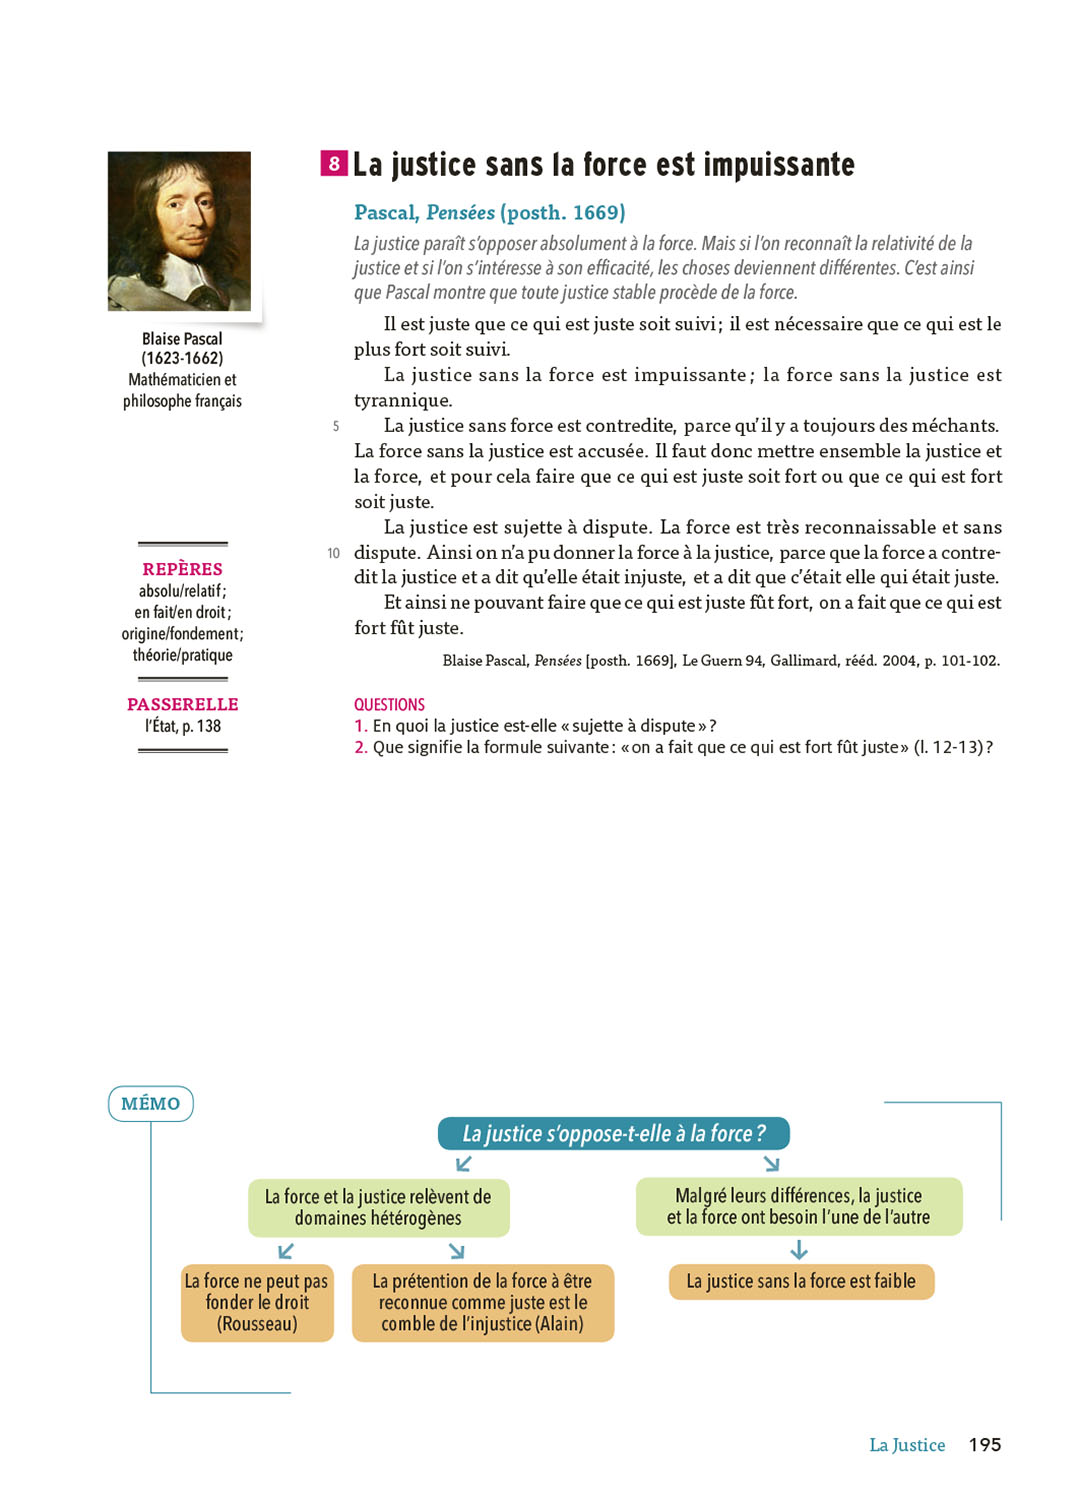 8 La justice sans la force est impuissante
Pascal, Pensées (posth. 1669)
La justice paraît s'opposer absolument à la force. Mais si l'on reconnaît la relativité de la
justice et si l'on s'intéresse à son efficacité, les choses deviennent différentes. C'est ainsi
que Pascal montre que toute justice stable procède de la force.
Il est juste que ce qui est juste soit suivi ; il est nécessaire que ce qui est le
plus fort soit suivi.
La justice sans la force est impuissante ; la force sans la justice est
tyrannique.
5 La justice sans force est contredite, parce qu'il y a toujours des méchants.
La force sans la justice est accusée. Il faut donc mettre ensemble la justice et
la force, et pour cela faire que ce qui est juste soit fort ou que ce qui est fort
soit juste.
La justice est sujette à dispute. La force est très reconnaissable et sans
10 dispute. Ainsi on n'a pu donner la force à la justice, parce que la force a contre-
dit la justice et a dit qu'elle était injuste, et a dit que c'était elle qui était juste.
Et ainsi ne pouvant faire que ce qui est juste fût fort, on a fait que ce qui est
fort fût juste.
Blaise Pascal, Pensées [posth. 1669], Le Guern 94, Gallimard, rééd. 2004, p. 101-102.
QUESTIONS
1. En quoi la justice est-elle « sujette à dispute » ?
2. Que signifie la formule suivante : « on a fait que ce qui est fort fût juste » (l. 12-13) ?
Blaise Pascal
(1623-1662)
Mathématicien et
philosophe français
REPÈRES
absolu/relatif ;
en fait/en droit ;
origine/fondement ;
théorie/pratique
PASSERELLE
l'État, p. 138
MÉMO
La justice s'oppose-t-elle à la force ?
La force et la justice relèvent de
domaines hétérogènes
Malgré leurs différences, la justice
et la force ont besoin l'une de l'autre
La force ne peut pas
fonder le droit
(Rousseau)
La prétention de la force à être
reconnue comme juste est le
comble de l'injustice (Alain)
La justice sans la force est faible
La Justice 195